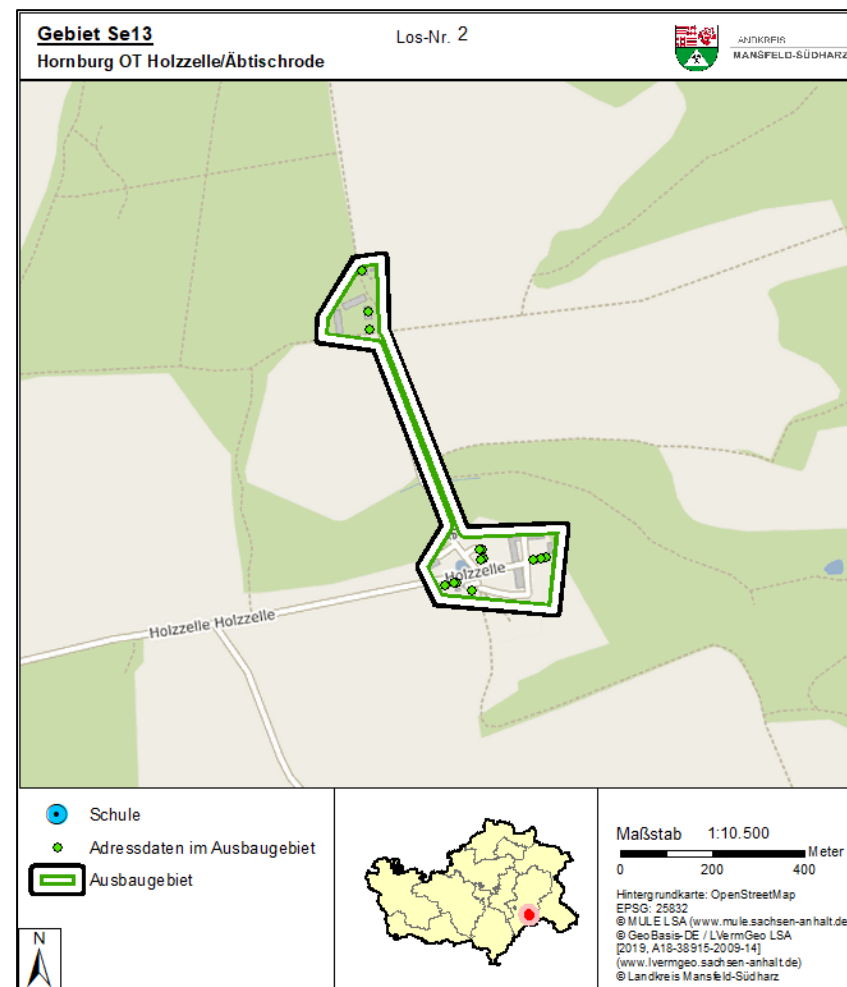 Gebiet Se13
Los-Nr. 2
Hornburg OT Holzzelle/Äbtischrode
ANDKREIS
MANSFELD-SÜDHARZ
Holzzelle
Holzzelle Holzzelle
Schule
Adressdaten im Ausbaugebiet
Ausbaugebiet
N
Maßstab 1:10.500
Meter
0 200 400
Hintergrundkarte: OpenStreetMap
EPSG: 25832
© MULE LSA (www.mule.sachsen-anhalt.de
© GeoBasis-DE / LVermGeo LSA
[2019, A18-38915-2009-14]
(www.lvermgeo.sachsen-anhalt.de)
© Landkreis Mansfeld-Südharz